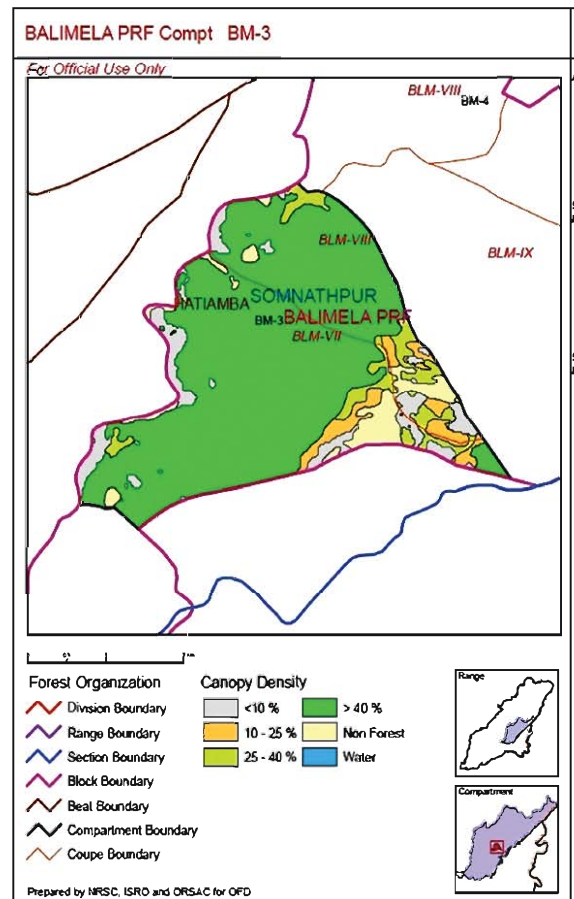 BALIMELA PRF Compt BM-3
For Official Use Only
BLM-VIII
BM-4
BLM-VIII
BLM-IX
HATIAMBA
SOMNATHPUR
BM-3
BALIMELA PRF
BLM-VII
Forest Organization
Division Boundary
Range Boundary
Section Boundary
Block Boundary
Beat Boundary
Compartment Boundary
Coupe Boundary
Canopy Density
<10 %
> 40 %
10 - 25 %
Non Forest
25 - 40 %
Water
Range
Compartment
Prepared by NRSC, ISRO and ORSAC for OFD